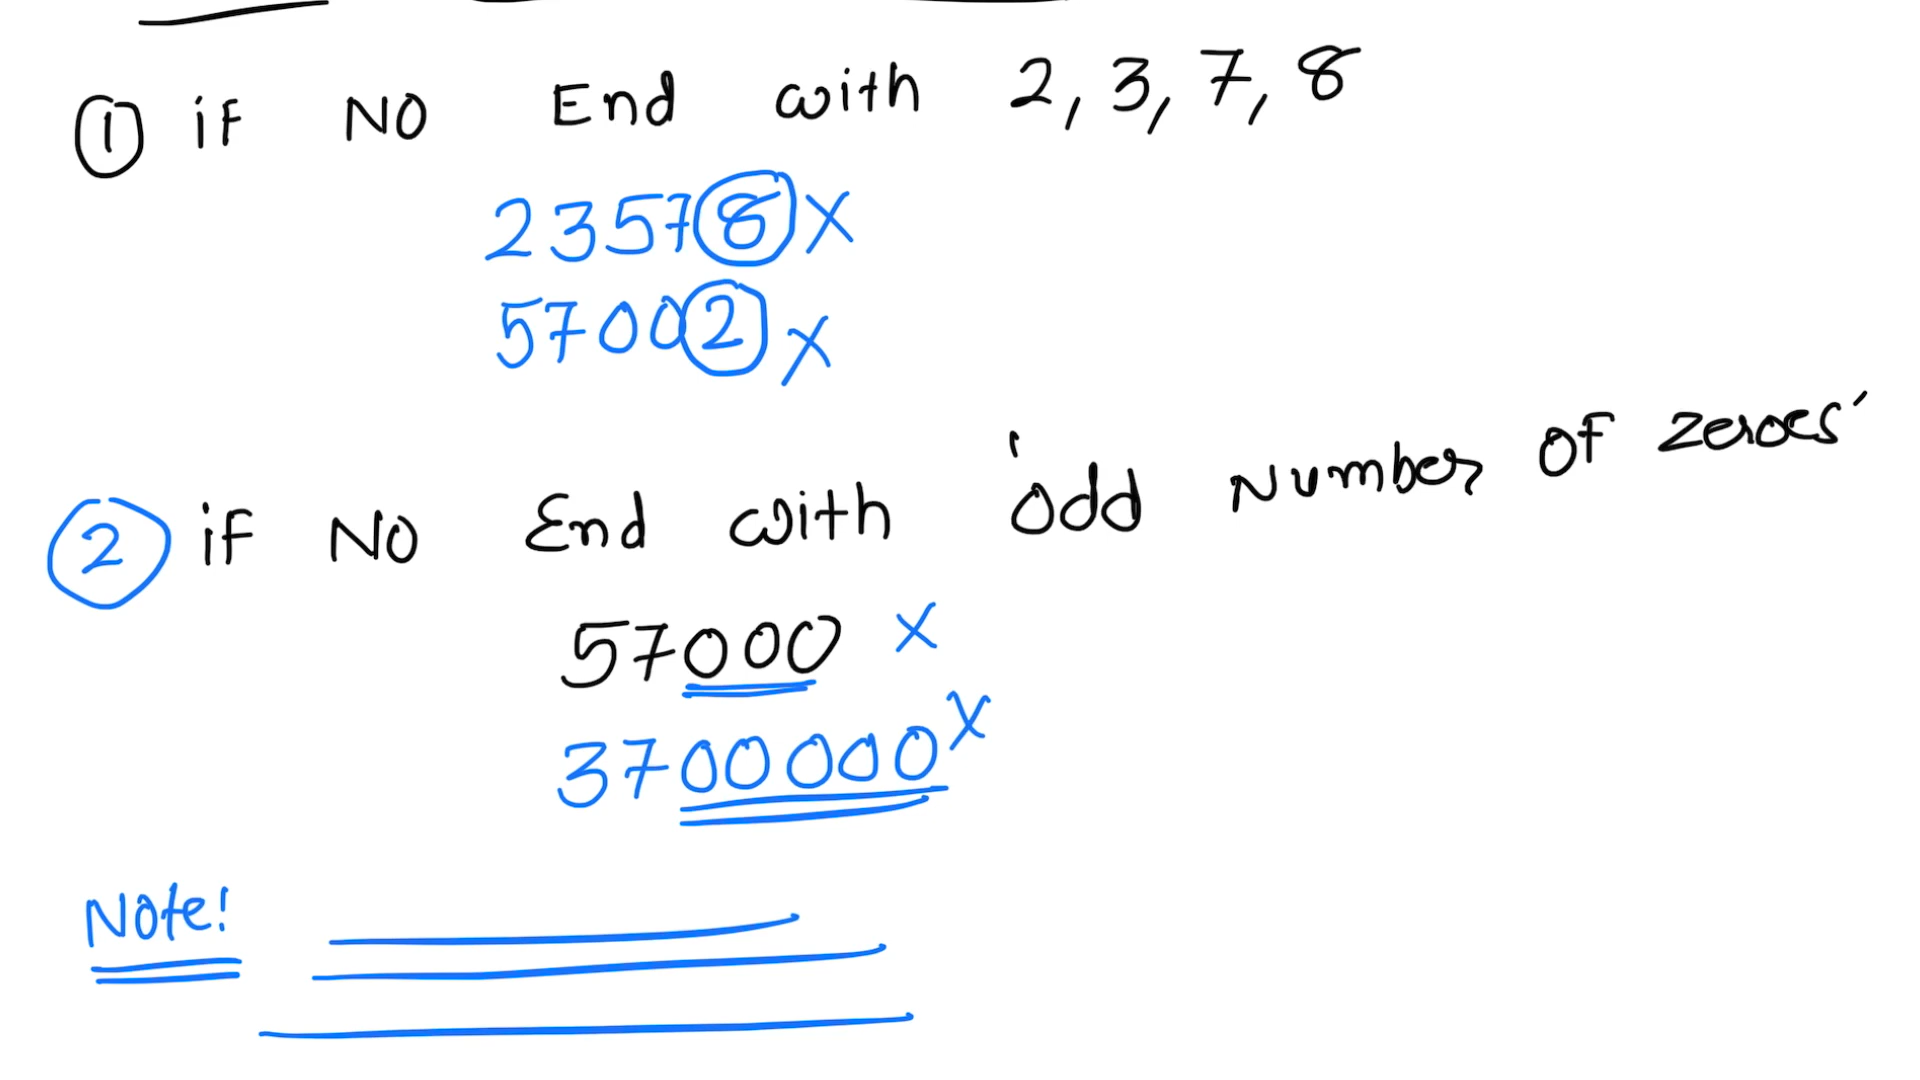 ① if NO End with 2, 3, 7, 8
23578 X
57002 X
② if NO End with 'odd Number of zeroes'
57000 X
3700000 X
Note!